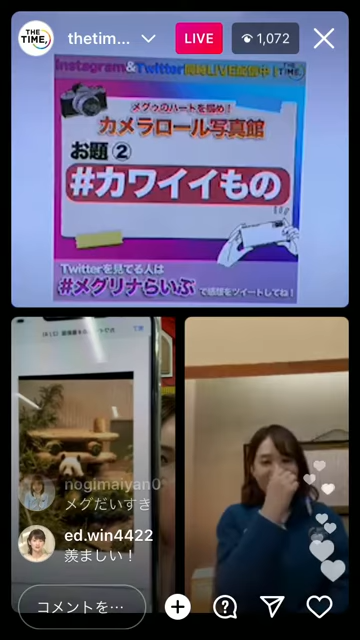 THE TIME,
thetim...
LIVE
1,072
Instagram&Twitter同時LIVE配信中！
THE TIME,
メグゥのハートを掴め！
カメラロール写真館
お題②
#カワイイもの
Twitterを見てる人は
#メグリナらいぶ で感想をツイートしてね！
nogimaiyan0
メグだいすき
ed.win4422
羨ましい！
コメントを…